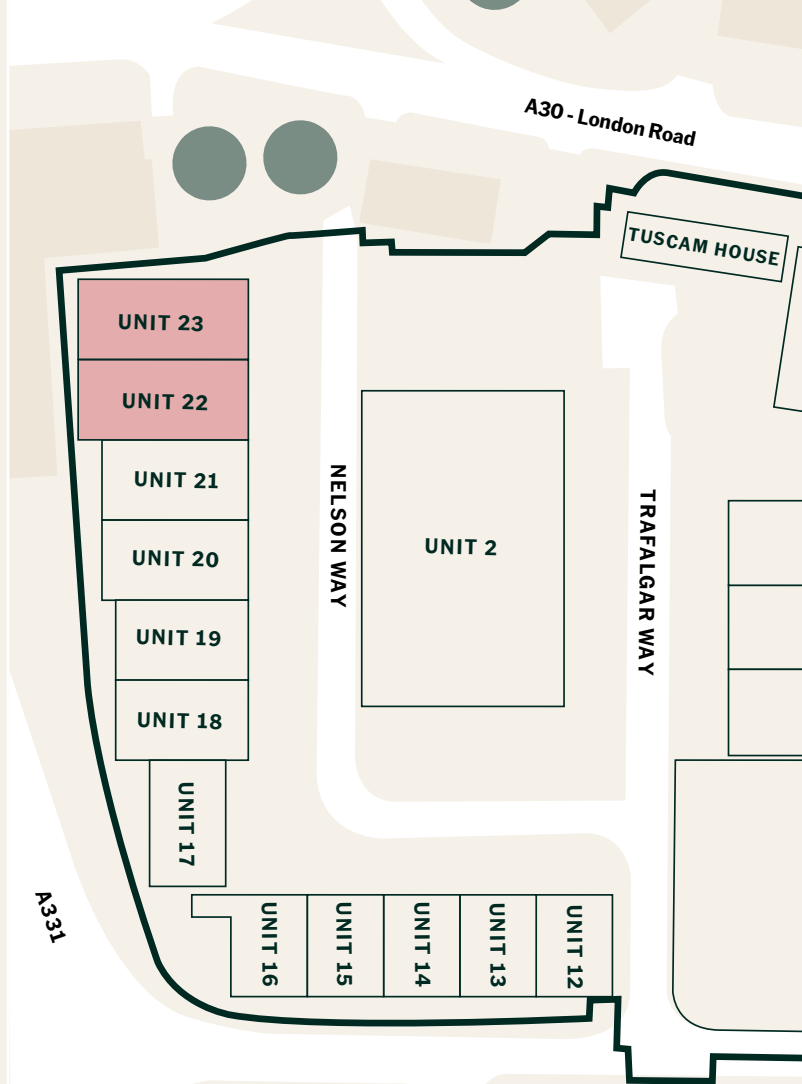 A30 - London Road
TUSCAM HOUSE
UNIT 23
UNIT 22
UNIT 21
UNIT 20
UNIT 19
UNIT 18
UNIT 17
NELSON WAY
UNIT 2
TRAFALGAR WAY
A331
UNIT 16
UNIT 15
UNIT 14
UNIT 13
UNIT 12